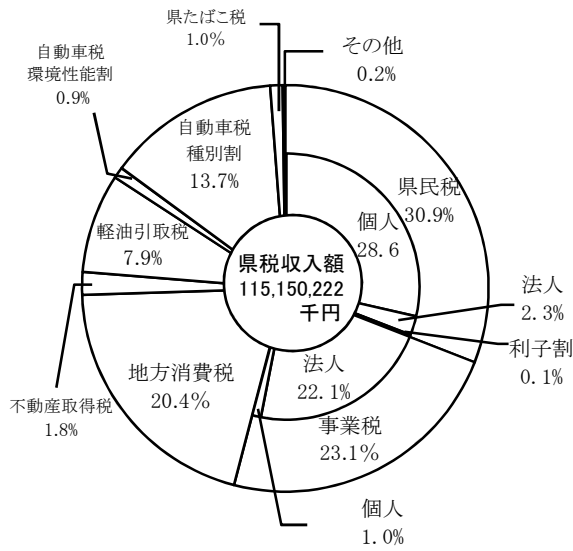 県たばこ税
1.0%
その他
0.2%
自動車税
環境性能割
0.9%
自動車税
種別割
13.7%
県民税
30.9%
個人
28.6
軽油引取税
7.9%
県税収入額
115,150,222
千円
法人
2.3%
利子割
0.1%
法人
22.1%
地方消費税
20.4%
不動産取得税
1.8%
事業税
23.1%
個人
1.0%